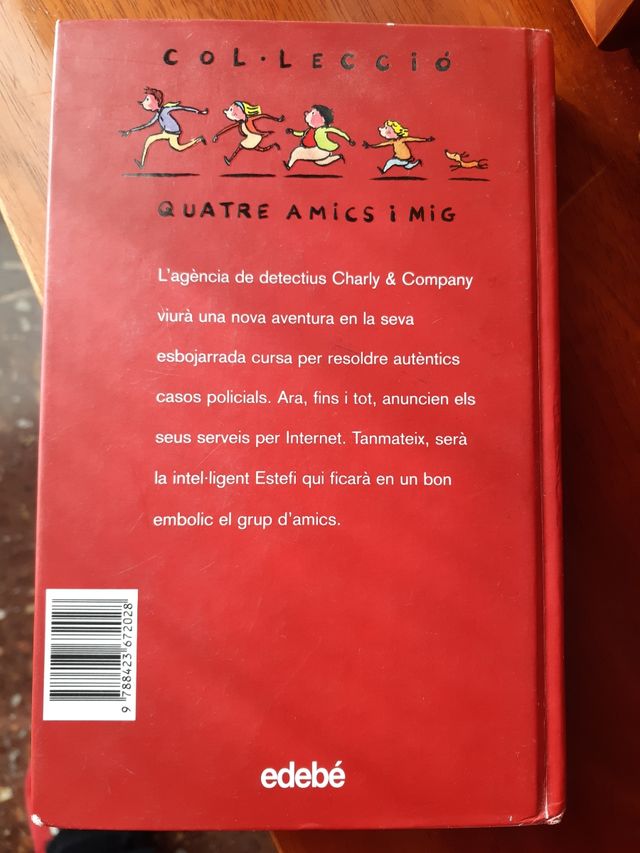 COL·LECCIÓ
QUATRE AMICS I MIG
L'agència de detectius Charly & Company
viurà una nova aventura en la seva
esbojarrada cursa per resoldre autèntics
casos policials. Ara, fins i tot, anuncien els
seus serveis per Internet. Tanmateix, serà
la intel·ligent Estefi qui ficarà en un bon
embolic el grup d'amics.
9 788423 672028
edebé